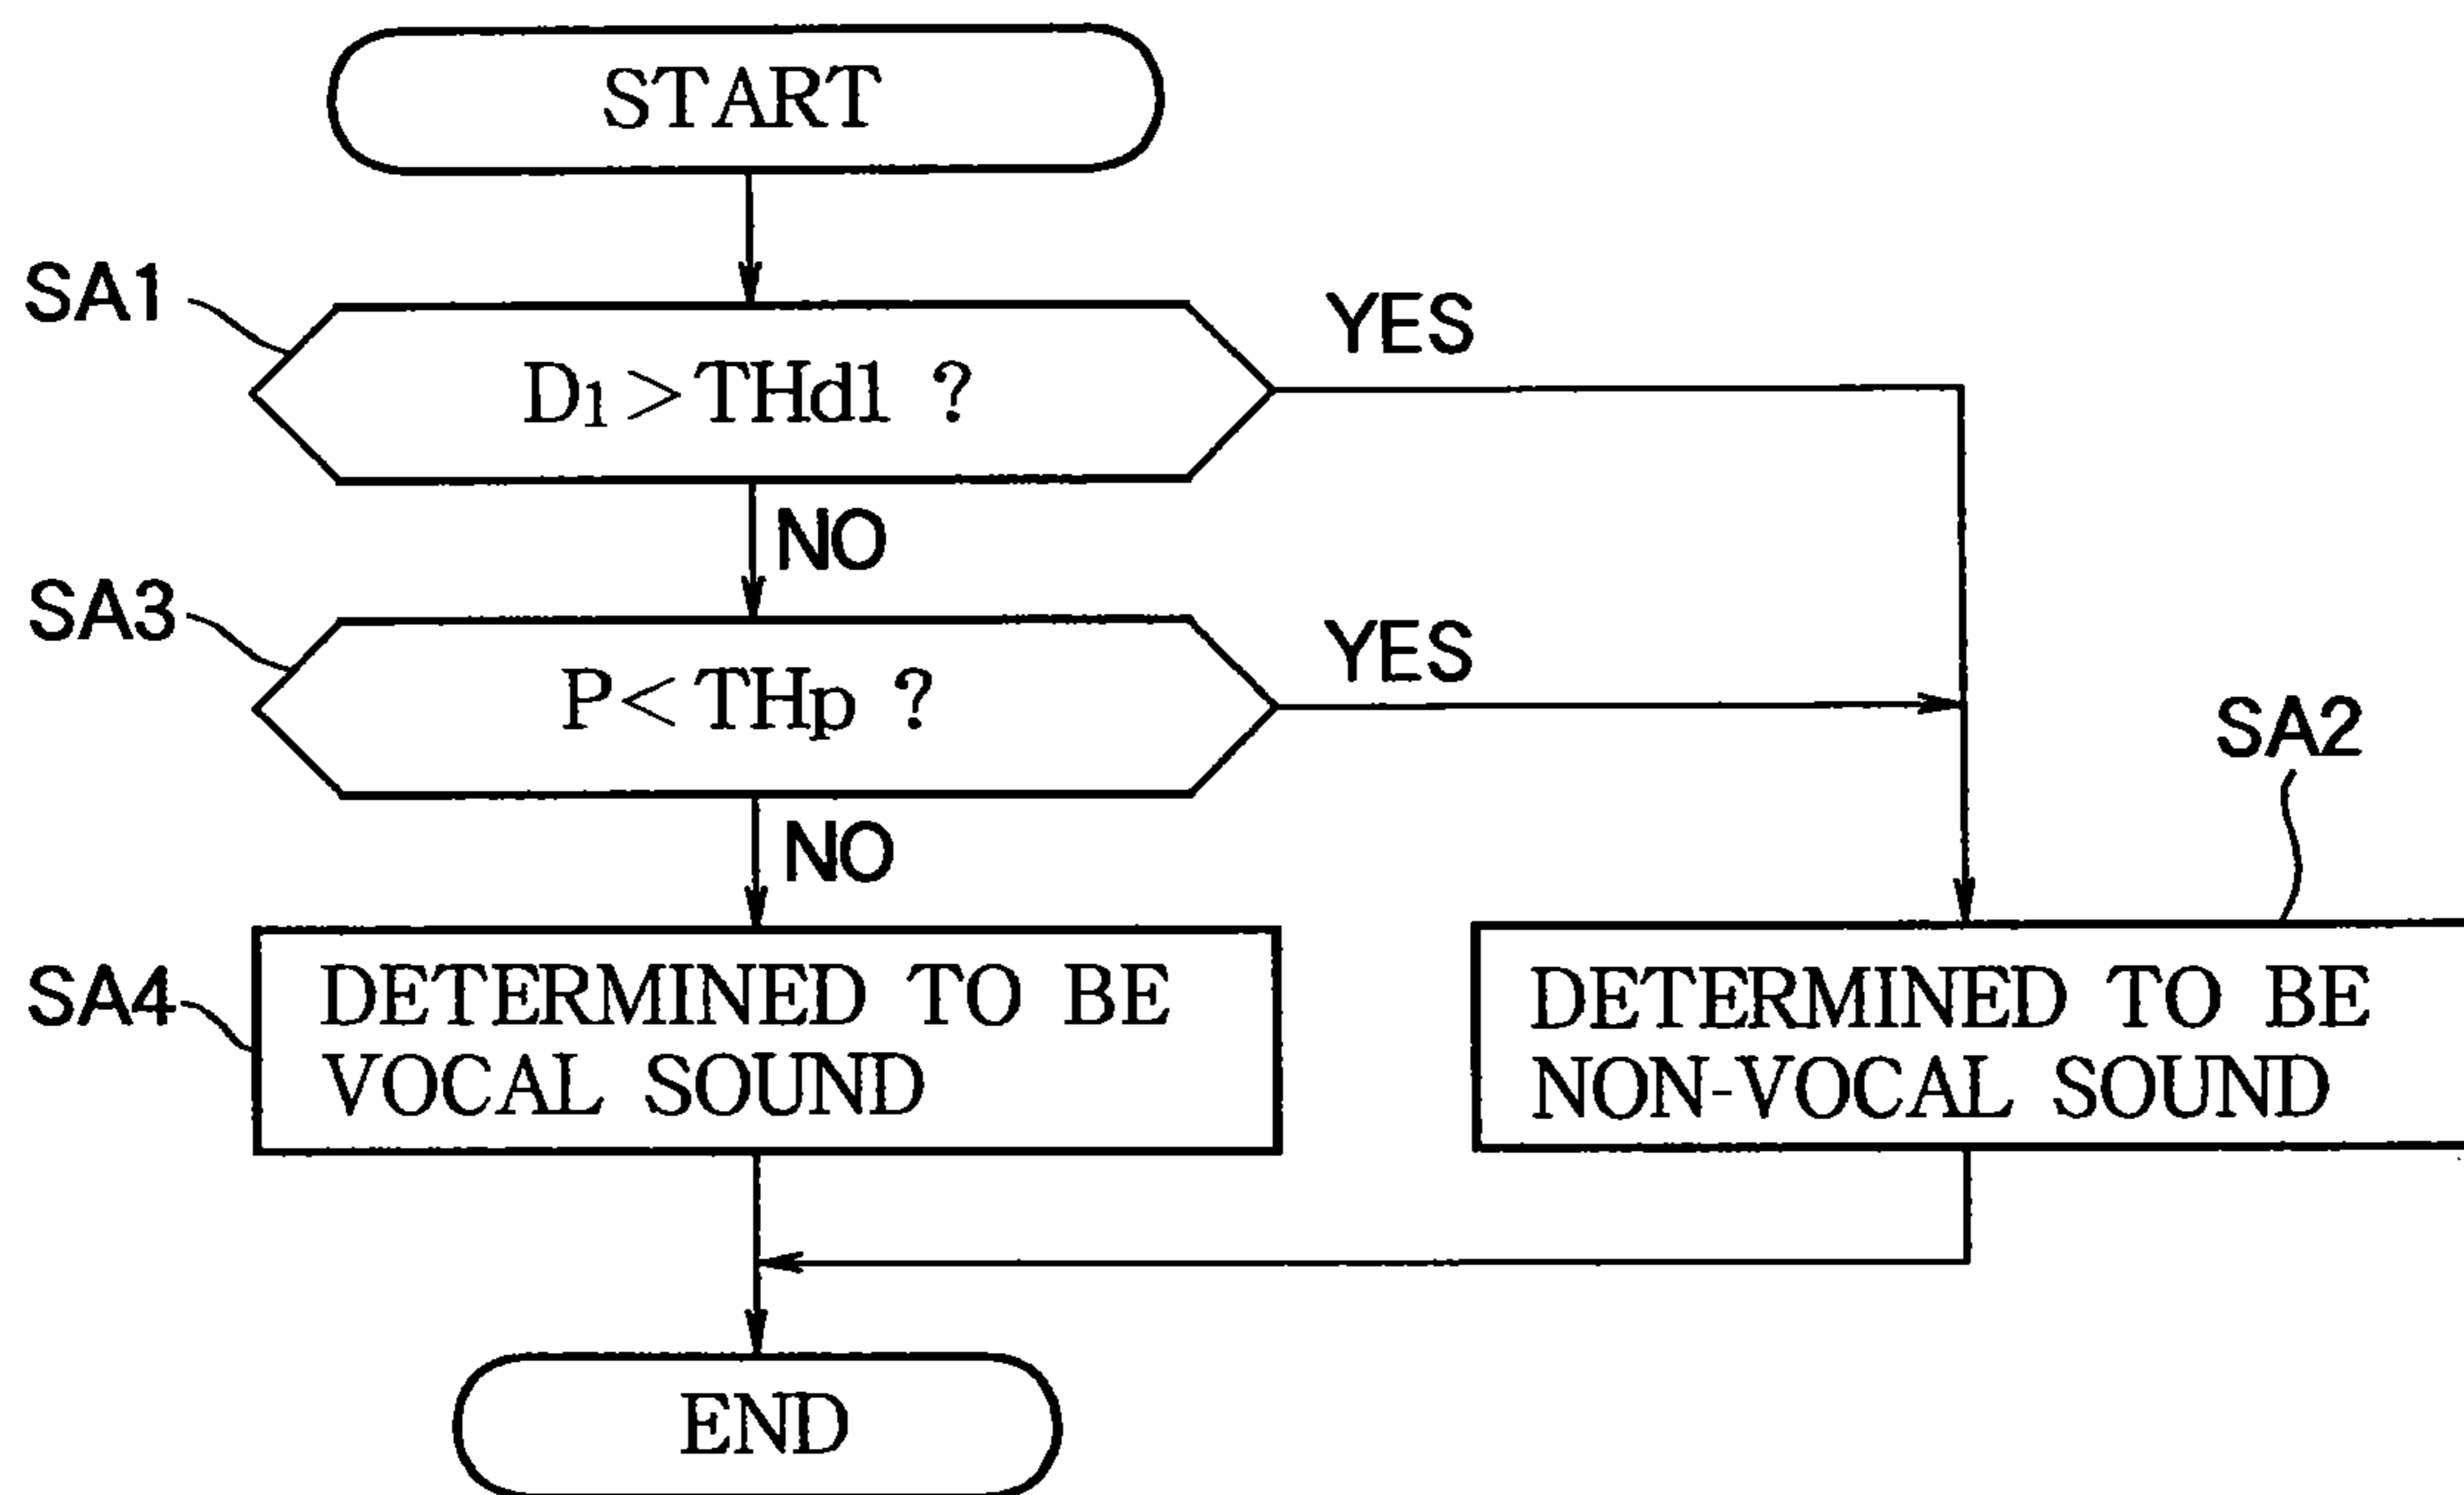 START
SA1
D1>THd1 ?
YES
NO
SA3
P<THp ?
YES
SA2
NO
SA4
DETERMINED TO BE
VOCAL SOUND
DETERMINED TO BE
NON-VOCAL SOUND
END